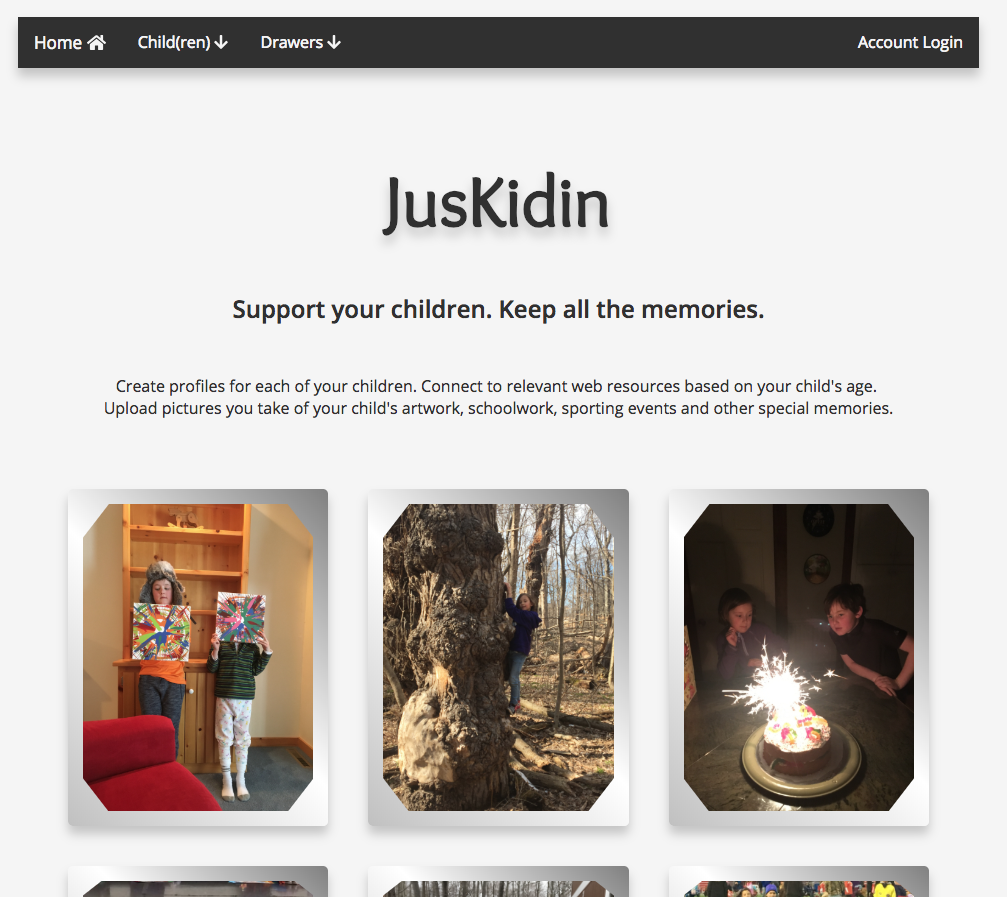 Home Child(ren) Drawers Account Login
JusKidin
Support your children. Keep all the memories.
Create profiles for each of your children. Connect to relevant web resources based on your child's age.
Upload pictures you take of your child's artwork, schoolwork, sporting events and other special memories.